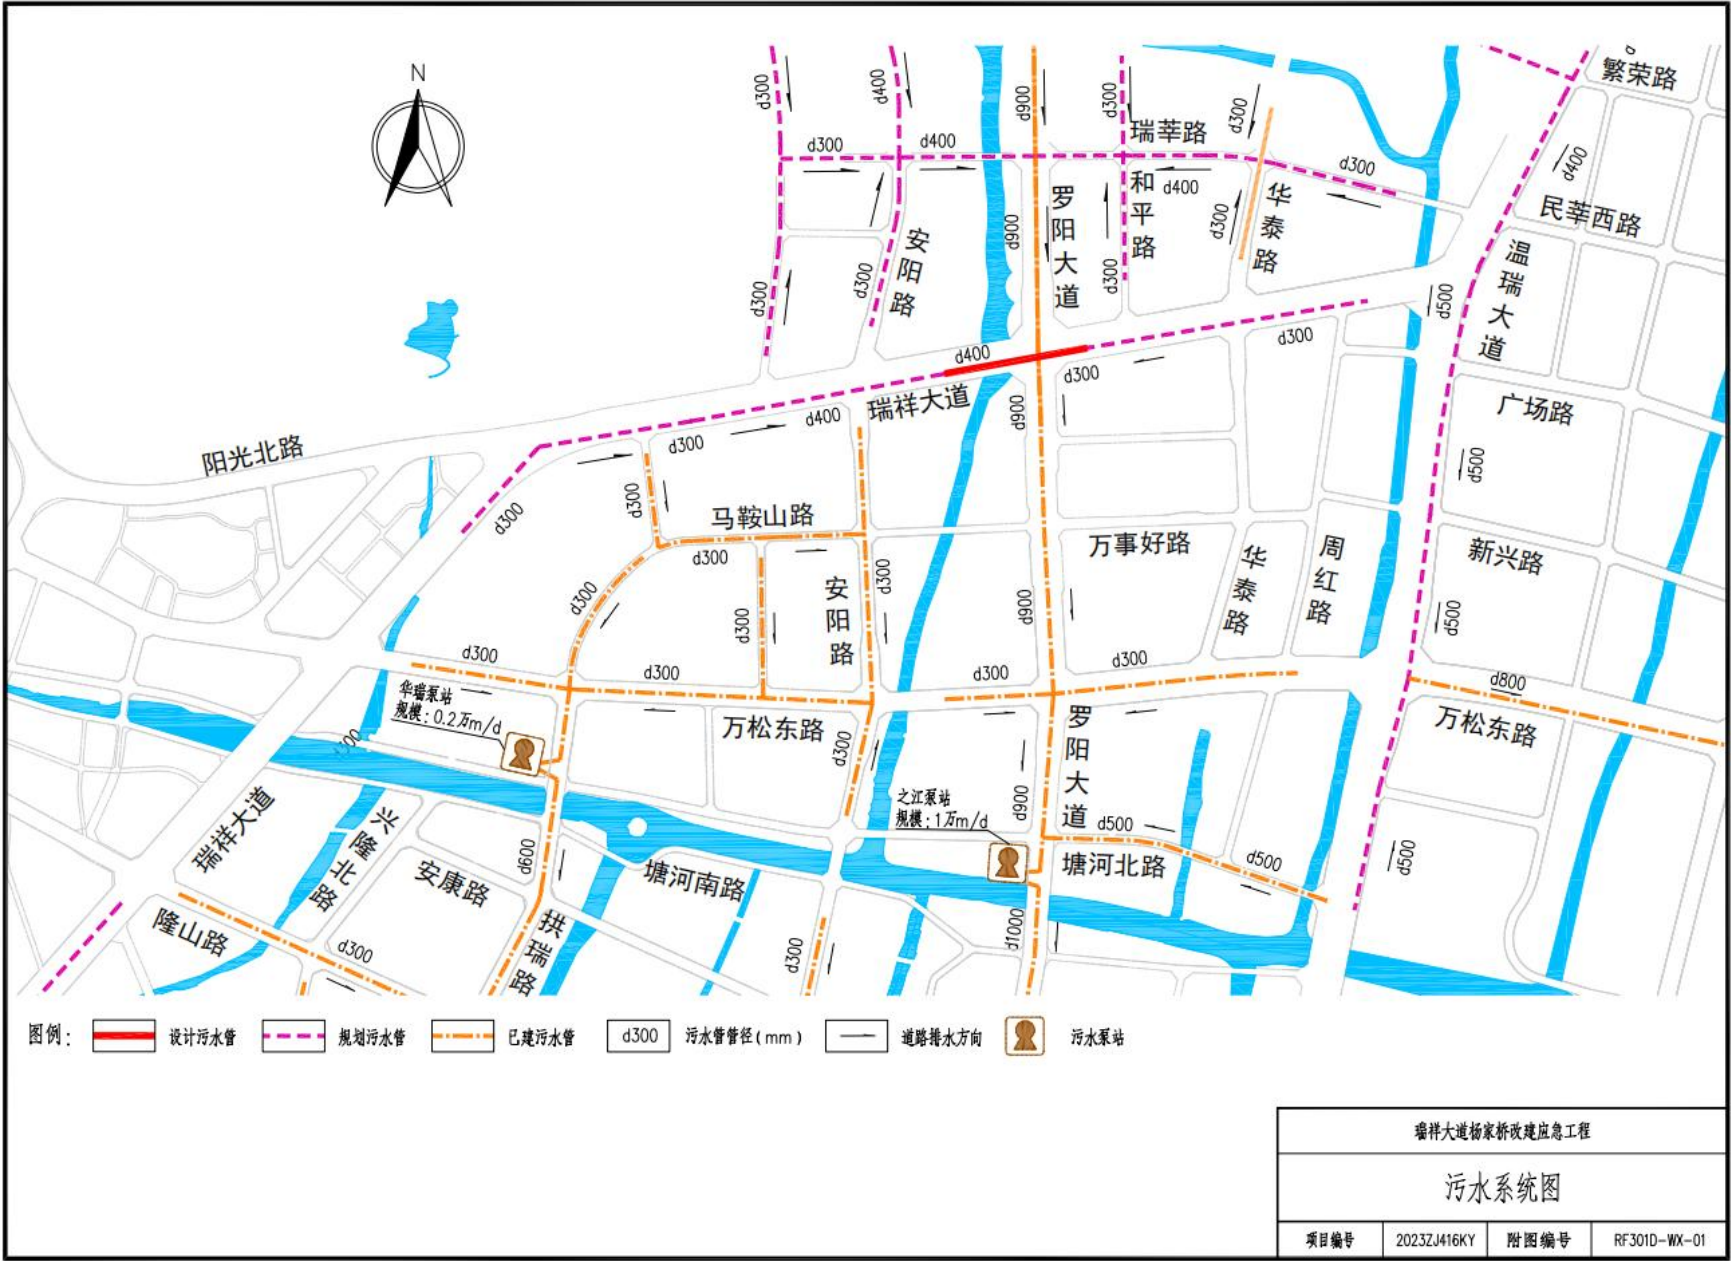 N
d300
d400
d900
d300
瑞莘路
d300
繁荣路
d300
d400
d300
d400
民莘西路
d400
和平路
d300
华泰路
罗阳大道
d900
安阳路
d300
d300
d300
温瑞大道
d500
d400
d300
d300
瑞祥大道
d400
d900
广场路
阳光北路
d300
d500
d300
d300
马鞍山路
d300
万事好路
华泰路
周红路
新兴路
d300
d300
安阳路
d300
d900
d500
d300
d300
d300
d300
d800
华瑞泵站
规模:0.2万m/d
万松东路
罗阳大道
万松东路
d300
d300
之江泵站
规模:1万m/d
d900
d500
塘河北路
d500
d500
瑞祥大道
兴隆北路
安康路
d600
塘河南路
隆山路
d300
拱瑞路
d300
d1000
图例:
设计污水管
规划污水管
已建污水管
d300
污水管管径(mm)
道路排水方向
污水泵站
瑞祥大道杨家桥改建应急工程
污水系统图
项目编号
2023ZJ416KY
附图编号
RF301D-WX-01